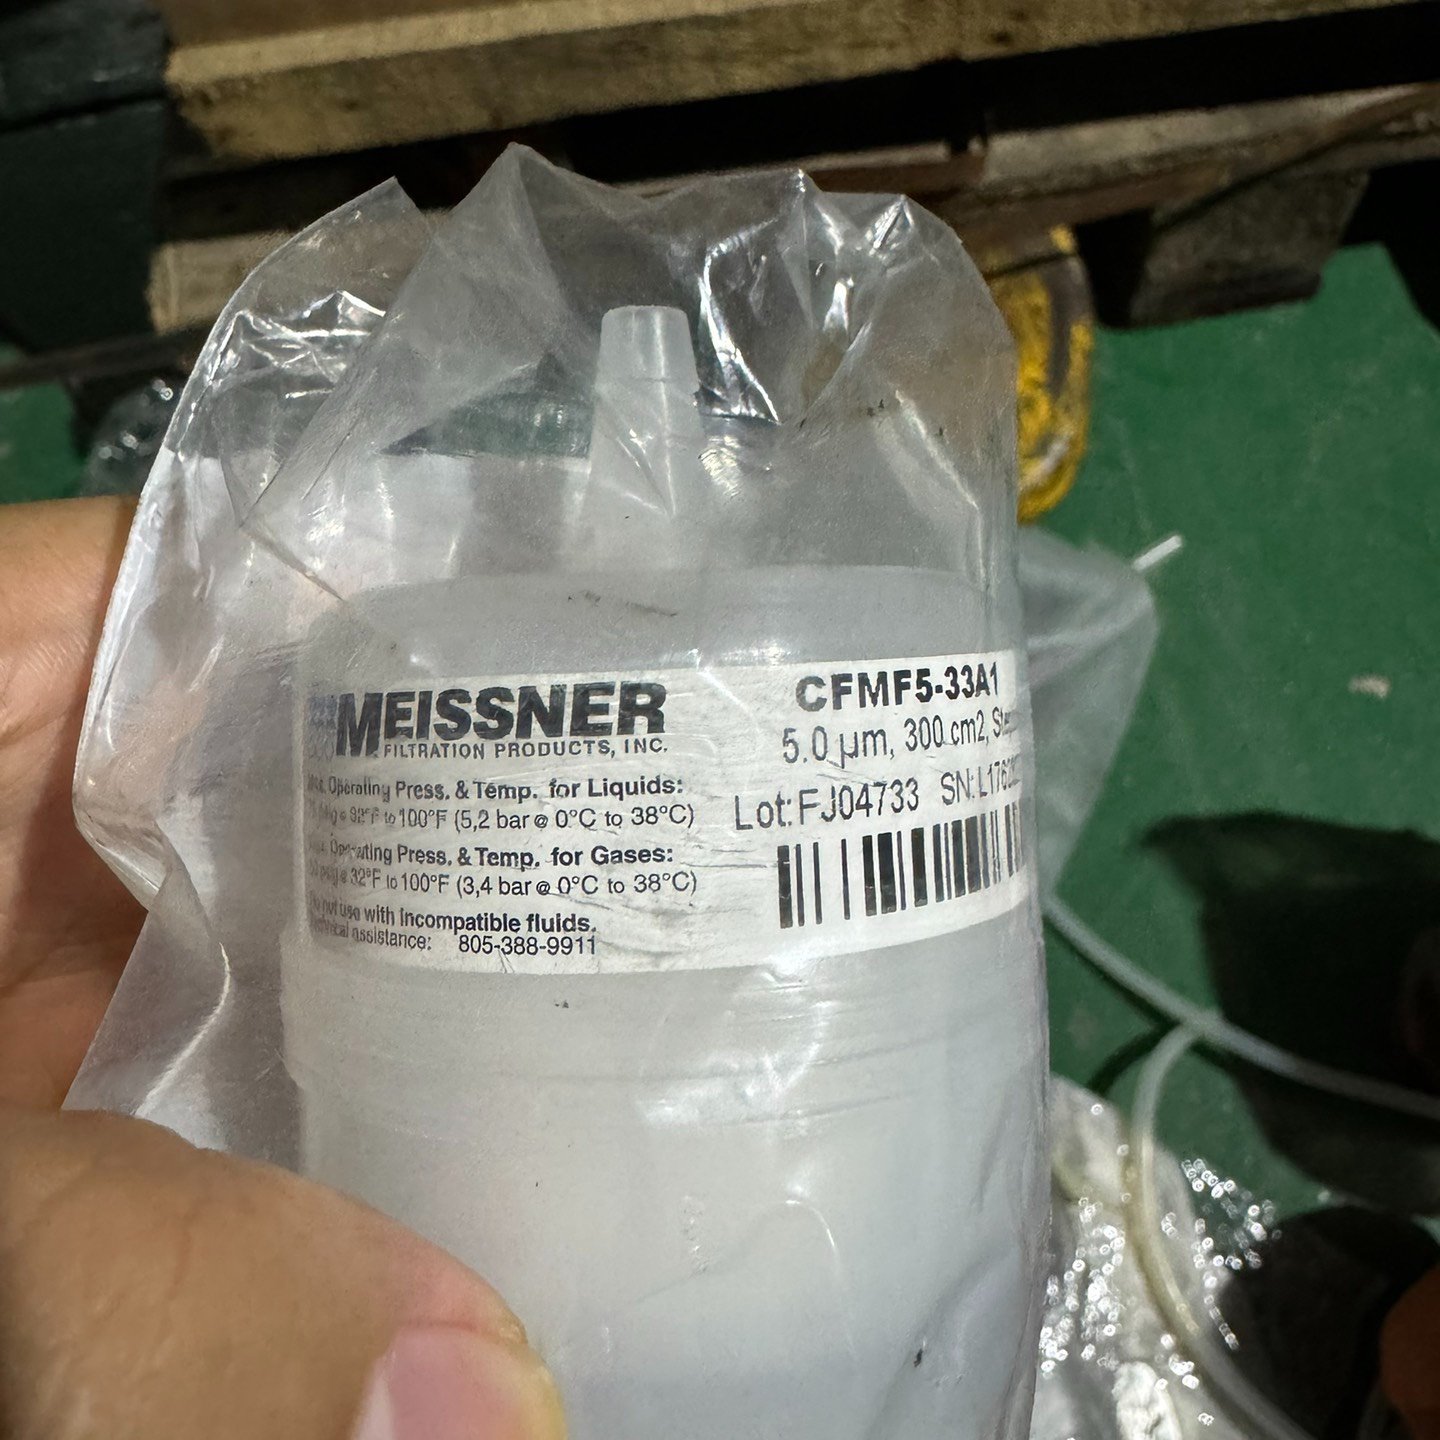 MEISSNER
FILTRATION PRODUCTS, INC.
Operating Press. & Temp. for Liquids:
@ 32°F to 100°F (5,2 bar @ 0°C to 38°C)
Operating Press. & Temp. for Gases:
@ 32°F to 100°F (3,4 bar @ 0°C to 38°C)
not use with incompatible fluids.
assistance: 805-388-9911
CFMF5-33A1
5.0 µm, 300 cm2,
Lot: FJ04733 SN: